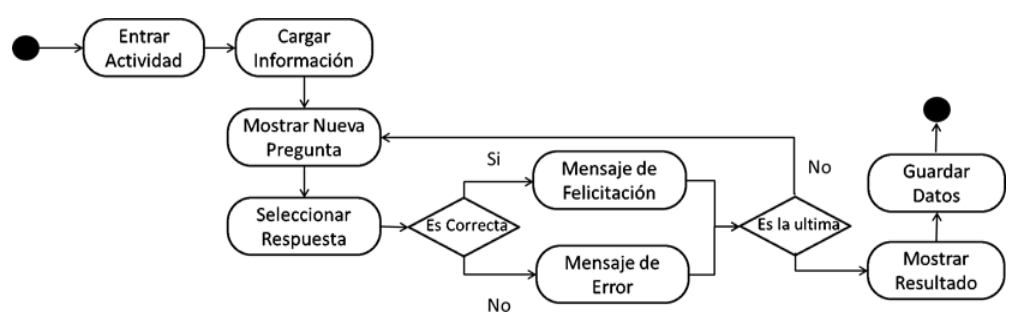 Entrar
Actividad
Cargar
Información
Mostrar Nueva
Pregunta
Seleccionar
Respuesta
Es Correcta
Si
Mensaje de
Felicitación
No
Mensaje de
Error
Es la ultima
No
Mostrar
Resultado
Guardar
Datos